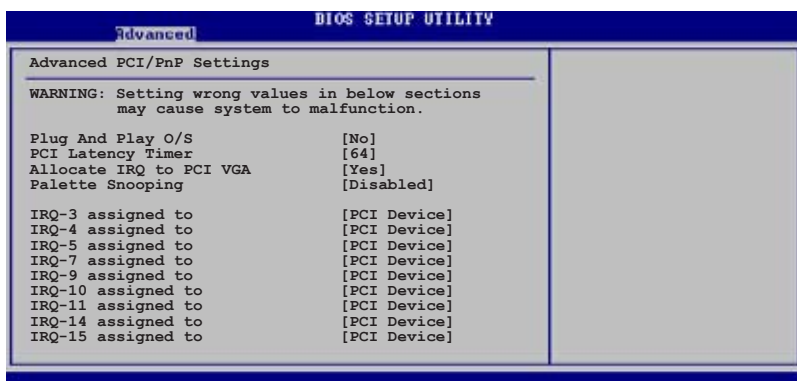 BIOS SETUP UTILITY
Advanced
Advanced PCI/PnP Settings
WARNING: Setting wrong values in below sections
may cause system to malfunction.
Plug And Play O/S [No]
PCI Latency Timer [64]
Allocate IRQ to PCI VGA [Yes]
Palette Snooping [Disabled]
IRQ-3 assigned to [PCI Device]
IRQ-4 assigned to [PCI Device]
IRQ-5 assigned to [PCI Device]
IRQ-7 assigned to [PCI Device]
IRQ-9 assigned to [PCI Device]
IRQ-10 assigned to [PCI Device]
IRQ-11 assigned to [PCI Device]
IRQ-14 assigned to [PCI Device]
IRQ-15 assigned to [PCI Device]